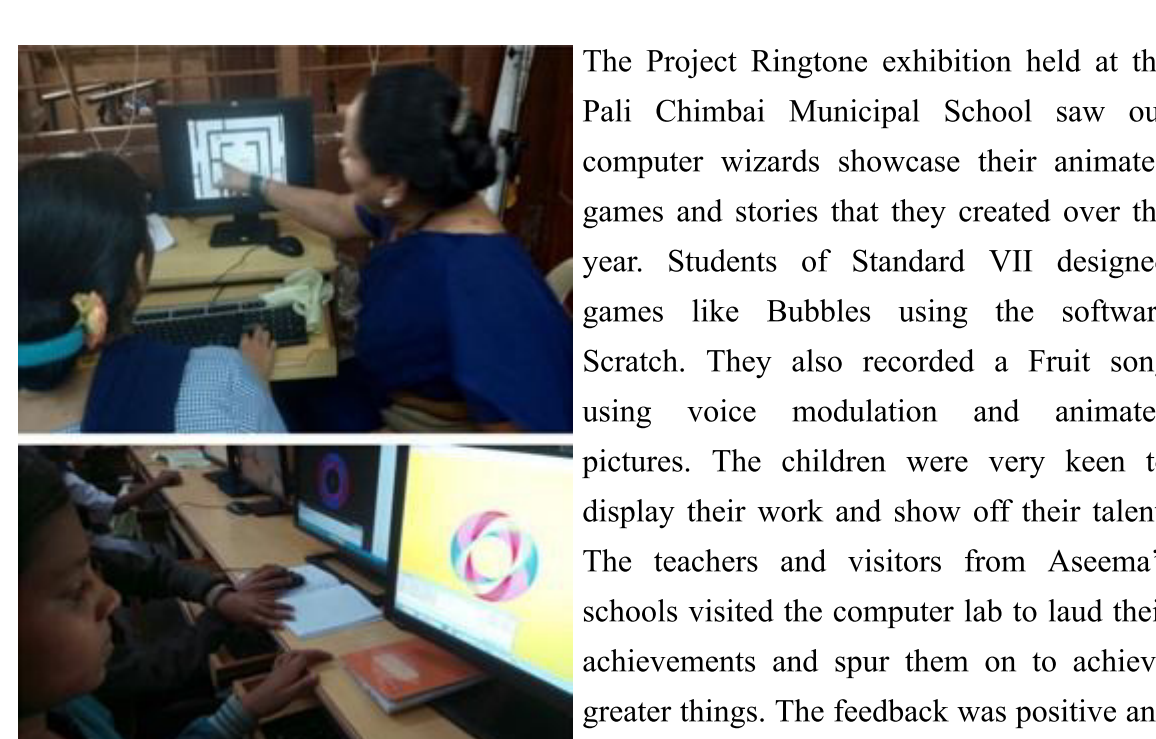 The Project Ringtone exhibition held at th
Pali Chimbai Municipal School saw ou
computer wizards showcase their animate
games and stories that they created over th
year. Students of Standard VII designe
games like Bubbles using the softwar
Scratch. They also recorded a Fruit son
using voice modulation and animate
pictures. The children were very keen t
display their work and show off their talen
The teachers and visitors from Aseema’
schools visited the computer lab to laud thei
achievements and spur them on to achiev
greater things. The feedback was positive an